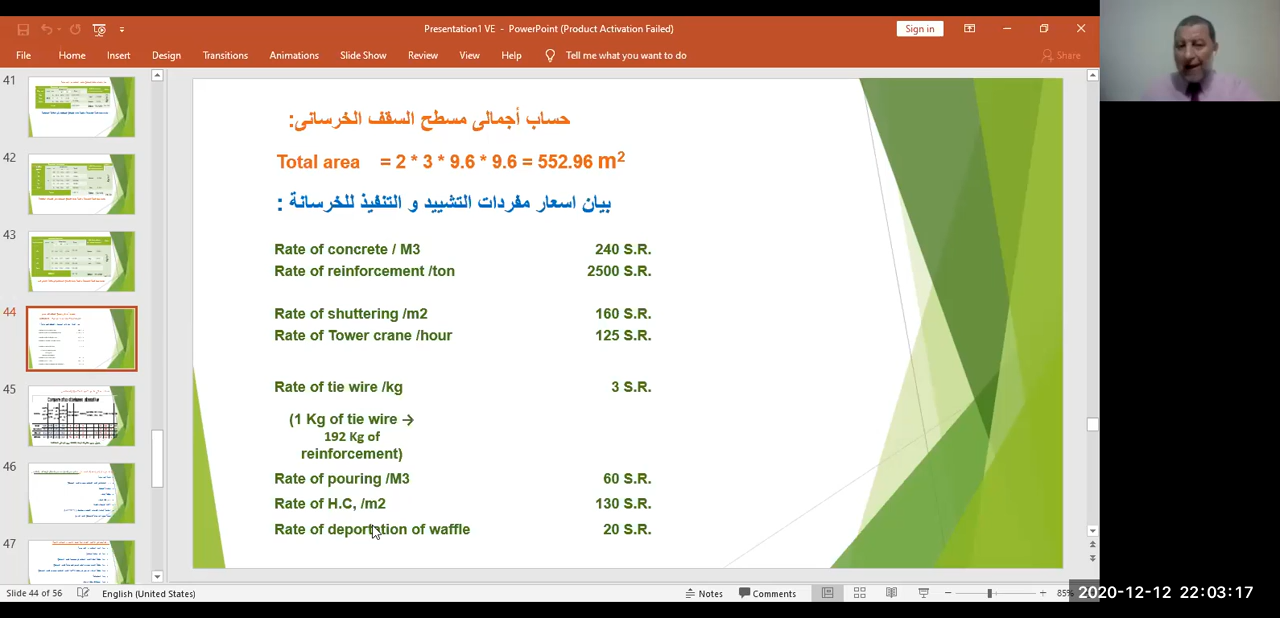 Presentation1 VE - PowerPoint (Product Activation Failed)
Sign in
File Home Insert Design Transitions Animations Slide Show Review View Help Tell me what you want to do Share
41
42
43
44
45
46
47
حساب أجمالى مسطح السقف الخرسانى:
Total area = 2 * 3 * 9.6 * 9.6 = 552.96 m2
بيان اسعار مفردات التشييد و التنفيذ للخرسانة :
Rate of concrete / M3 240 S.R.
Rate of reinforcement /ton 2500 S.R.
Rate of shuttering /m2 160 S.R.
Rate of Tower crane /hour 125 S.R.
Rate of tie wire /kg 3 S.R.
(1 Kg of tie wire →
192 Kg of
reinforcement)
Rate of pouring /M3 60 S.R.
Rate of H.C, /m2 130 S.R.
Rate of deportation of waffle 20 S.R.
Slide 44 of 56 English (United States) Notes Comments 85%
2020-12-12 22:03:17